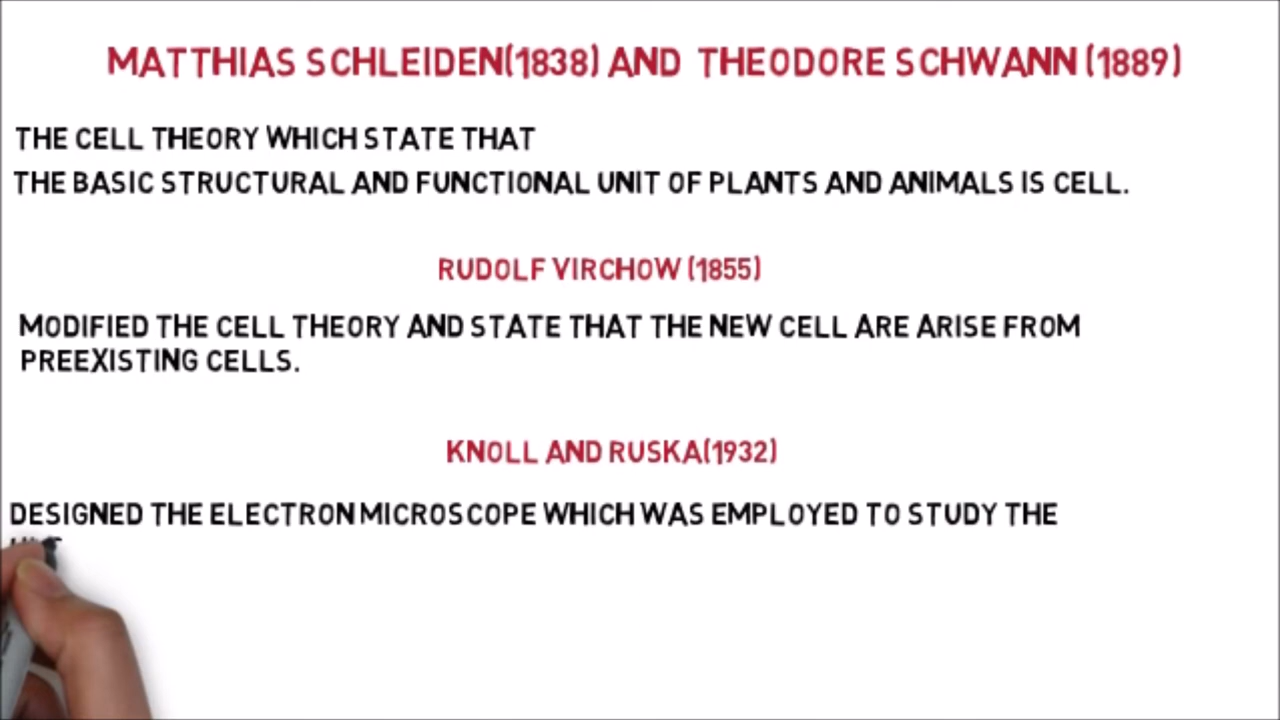 MATTHIAS SCHLEIDEN(1838) AND THEODORE SCHWANN (1889)
THE CELL THEORY WHICH STATE THAT
THE BASIC STRUCTURAL AND FUNCTIONAL UNIT OF PLANTS AND ANIMALS IS CELL.
RUDOLF VIRCHOW (1855)
MODIFIED THE CELL THEORY AND STATE THAT THE NEW CELL ARE ARISE FROM
PREEXISTING CELLS.
KNOLL AND RUSKA(1932)
DESIGNED THE ELECTRON MICROSCOPE WHICH WAS EMPLOYED TO STUDY THE